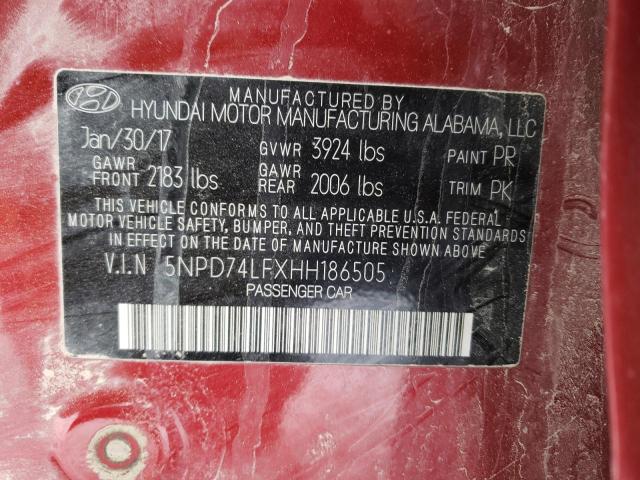 MANUFACTURED BY
HYUNDAI MOTOR MANUFACTURING ALABAMA, LLC
Jan/30/17 GVWR 3924 lbs PAINT PR
GAWR FRONT 2183 lbs GAWR REAR 2006 lbs TRIM PK
THIS VEHICLE CONFORMS TO ALL APPLICABLE U.S.A. FEDERAL
MOTOR VEHICLE SAFETY, BUMPER, AND THEFT PREVENTION STANDARDS
IN EFFECT ON THE DATE OF MANUFACTURE SHOWN ABOVE.
V.I.N 5NPD74LFXHH186505
PASSENGER CAR